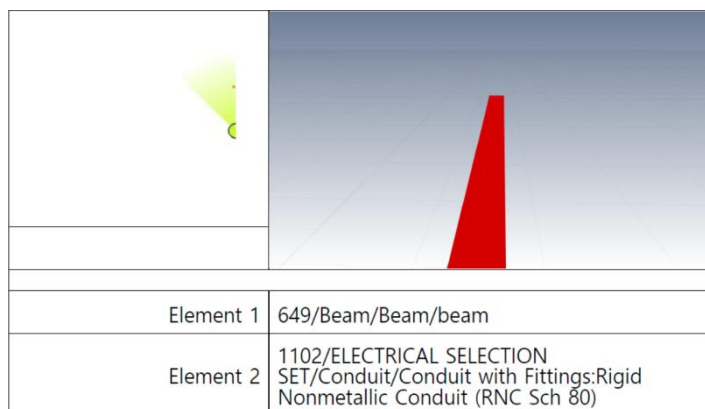 Element 1 649/Beam/Beam/beam
Element 2 1102/ELECTRICAL SELECTION
SET/Conduit/Conduit with Fittings:Rigid
Nonmetallic Conduit (RNC Sch 80)